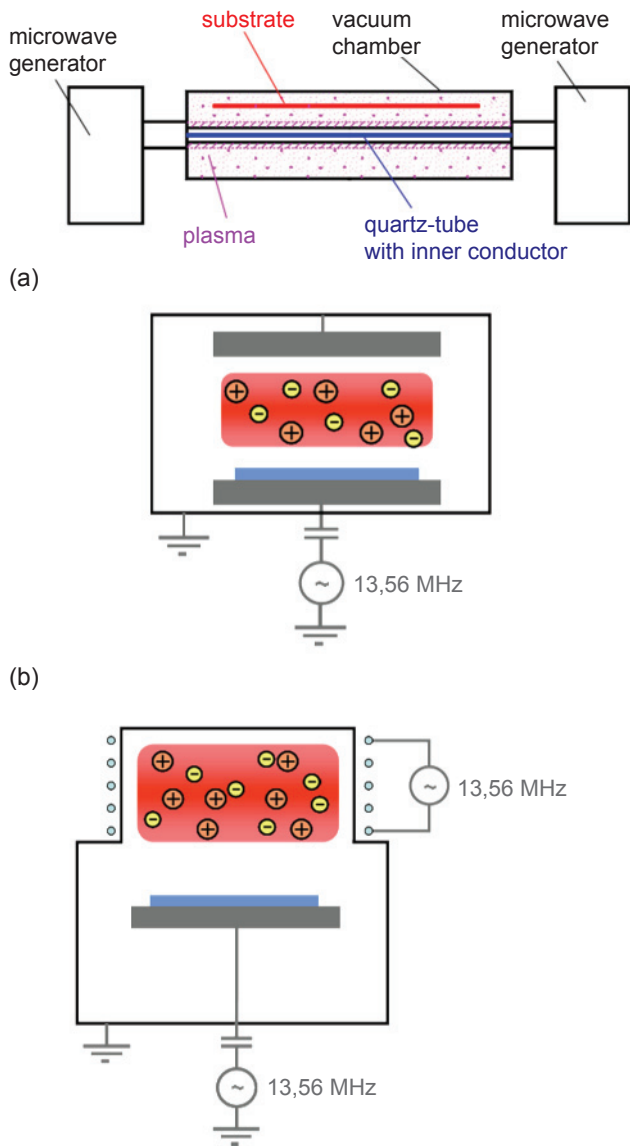 microwave
generator
substrate
vacuum
chamber
microwave
generator
plasma
quartz-tube
with inner conductor
(a)
+ - + - - - + + + -
~ 13,56 MHz
(b)
+ - - + - + + + - - - + - +
~ 13,56 MHz
~ 13,56 MHz